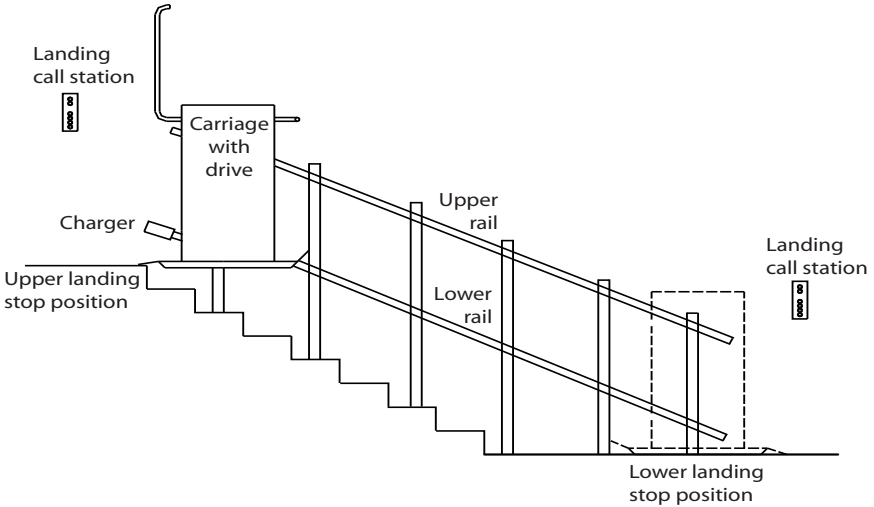 Landing
call station
Carriage
with
drive
Charger
Upper
rail
Landing
call station
Upper landing
stop position
Lower
rail
Lower landing
stop position